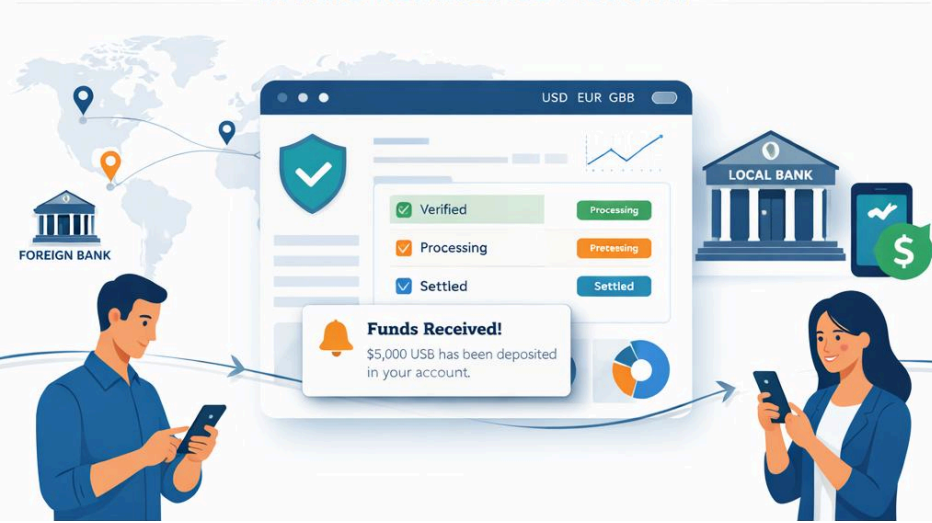 USD EUR GBB
LOCAL BANK
Verified
Processing
Processing
Pretessing
Settled
Settled
FOREIGN BANK
Funds Received!
$5,000 USB has been deposited
in your account.
$